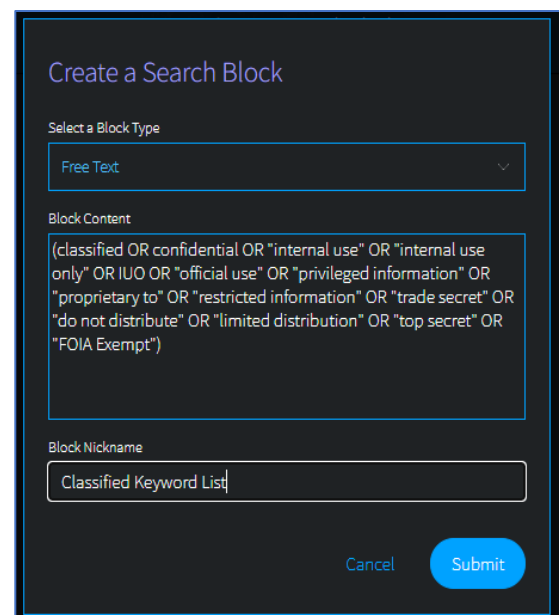 Create a Search Block
Select a Block Type
Free Text
Block Content
(classified OR confidential OR "internal use" OR "internal use
only" OR IUO OR "official use" OR "privileged information" OR
"proprietary to" OR "restricted information" OR "trade secret" OR
"do not distribute" OR "limited distribution" OR "top secret" OR
"FOIA Exempt")
Block Nickname
Classified Keyword List
Cancel Submit